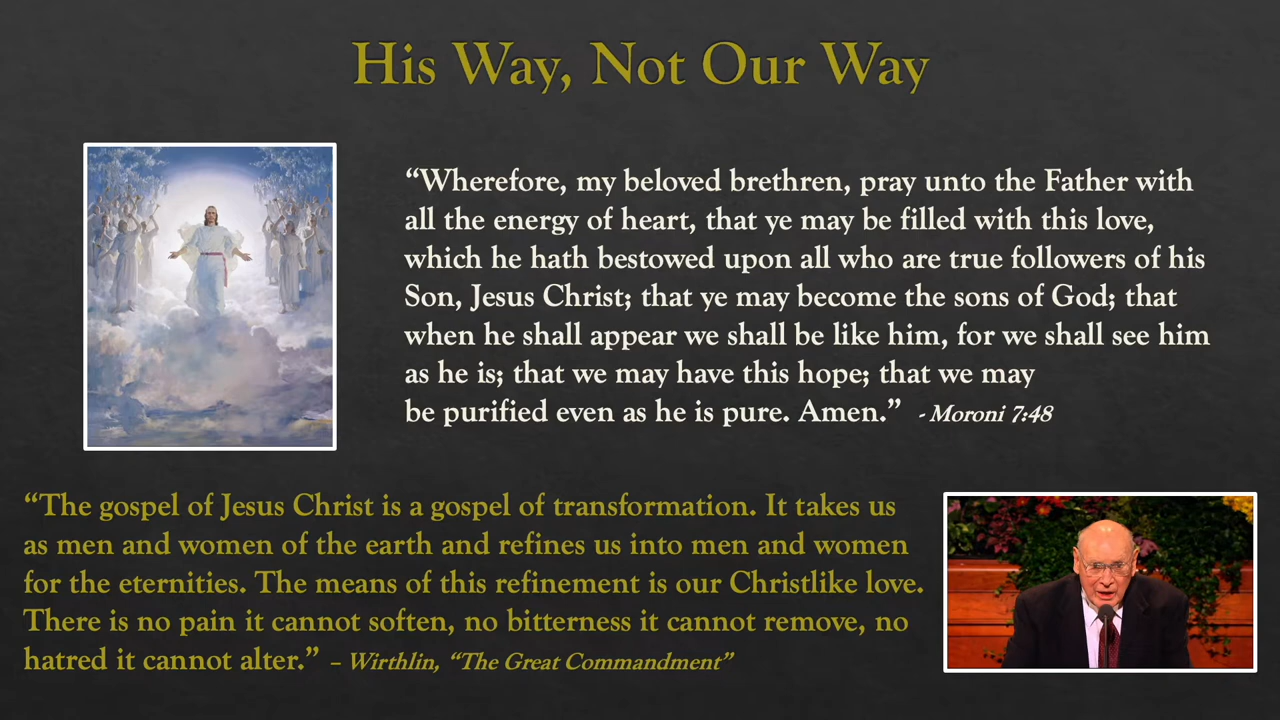 His Way, Not Our Way
“Wherefore, my beloved brethren, pray unto the Father with
all the energy of heart, that ye may be filled with this love,
which he hath bestowed upon all who are true followers of his
Son, Jesus Christ; that ye may become the sons of God; that
when he shall appear we shall be like him, for we shall see him
as he is; that we may have this hope; that we may
be purified even as he is pure. Amen.” - Moroni 7:48
“The gospel of Jesus Christ is a gospel of transformation. It takes us
as men and women of the earth and refines us into men and women
for the eternities. The means of this refinement is our Christlike love.
There is no pain it cannot soften, no bitterness it cannot remove, no
hatred it cannot alter.” – Wirthlin, “The Great Commandment”